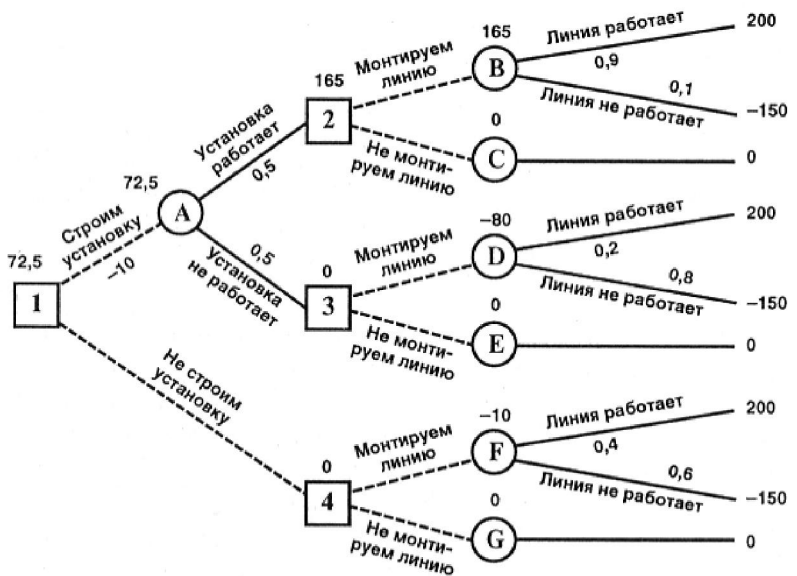 165
Линия работает
200
0,9
B
Монтируем
линию
0,1
Линия не работает
–150
165
2
0
Не монти-
руем линию
C
0
Установка
работает
0,5
72,5
A
Строим
установку
–10
72,5
1
0,5
Установка
не работает
–80
Линия работает
200
0,2
D
Монтируем
линию
0,8
Линия не работает
–150
0
3
0
Не монти-
руем линию
E
0
Не строим
установку
–10
Линия работает
200
0,4
F
Монтируем
линию
0,6
Линия не работает
–150
0
4
0
Не монти-
руем линию
G
0